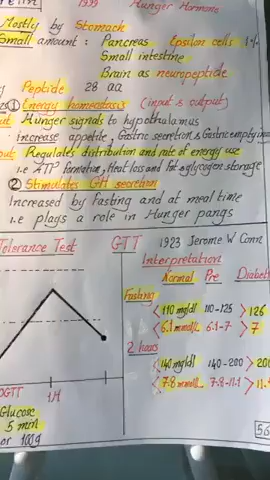 1999 Hunger Hormone
Mostly by Stomach
Small amount : Pancreas Epsilon cells 1%
Small intestine
Brain as neuropeptide
Peptide 28 aa
① Energy homeostasis (input & output)
Hunger signals to hypothalamus
increase appetite, Gastric secretion & Gastric emptying
Regulates distribution and rate of energy use
i.e ATP formation, Heat loss and Fat & glycogen storage
② Stimulates GH secretion
Increased by fasting and at meal time
i.e plays a role in Hunger pangs
Tolerance Test GTT 1923 Jerome W Conn
Interpretation
Normal Pre Diabet
Fasting
<110 mg/dl 110-125 >126
<6.1 mmol/L 6.1-7 >7
2 hours
<140 mg/dl 140-200 >200
<7.8 mmol/L 7.8-11.1 >11.
OGTT 1H
Glucose
5 min
or 100g
56